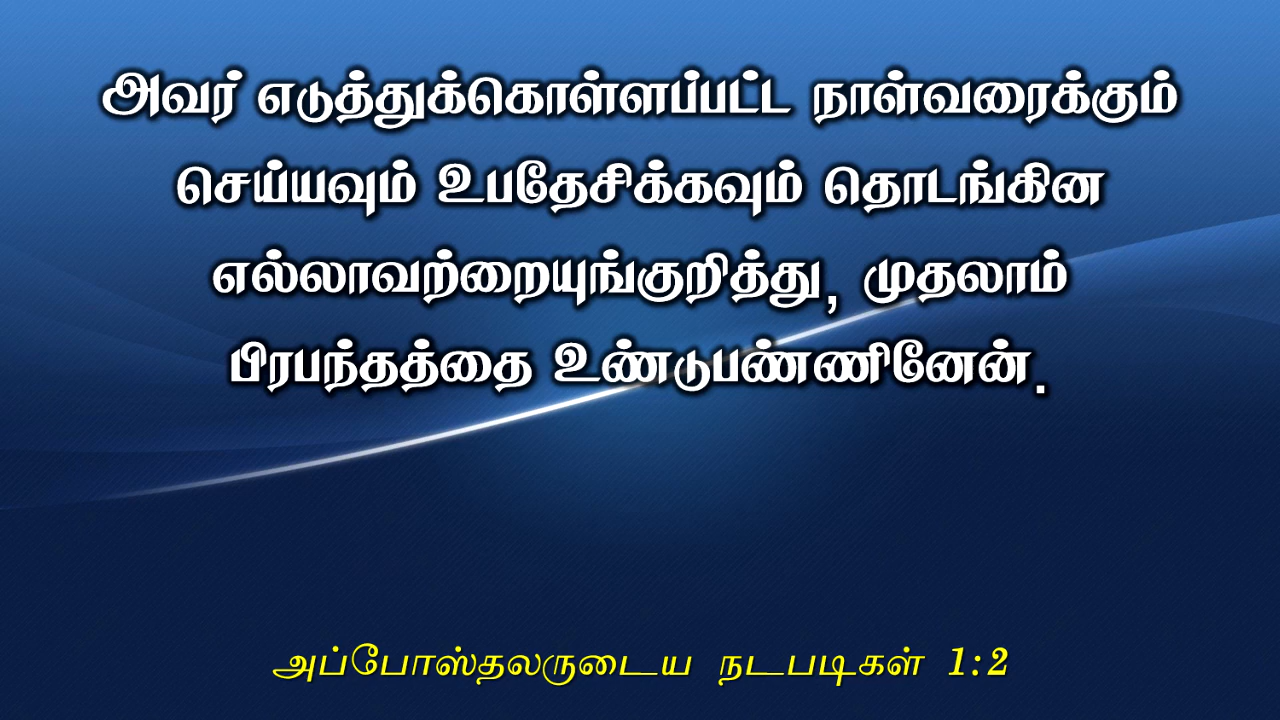 அவர் எடுத்துக்கொள்ளப்பட்ட நாள்வரைக்கும்
செய்யவும் உபதேசிக்கவும் தொடங்கின
எல்லாவற்றையுங்குறித்து, முதலாம்
பிரபந்தத்தை உண்டுபண்ணினேன்.
அப்போஸ்தலருடைய நடபடிகள் 1:2